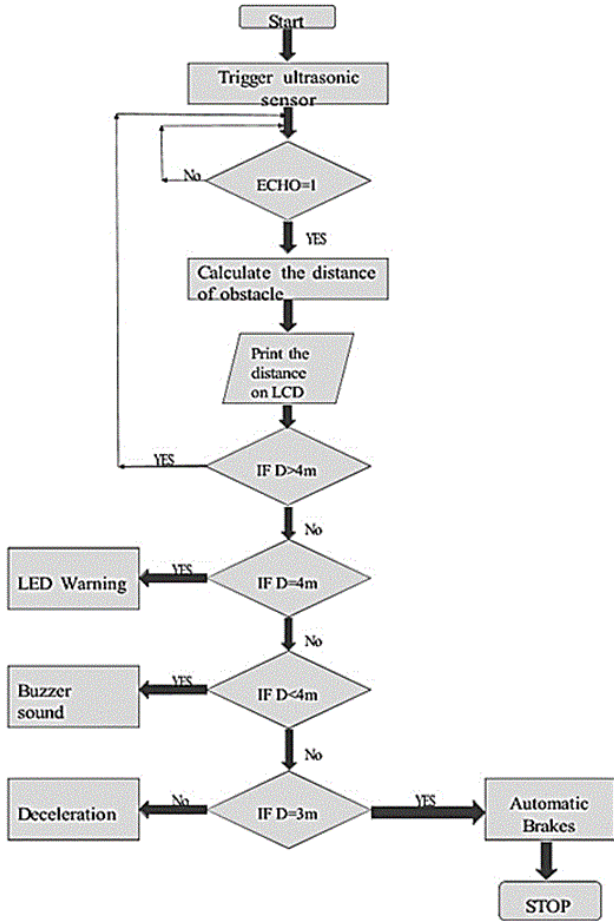 Start
Trigger ultrasonic
sensor
No
ECHO=1
YES
Calculate the distance
of obstacle
Print the
distance
on LCD
YES
IF D>4m
No
LED Warning
YES
IF D=4m
No
Buzzer
sound
YES
IF D<4m
No
Deceleration
No
IF D=3m
YES
Automatic
Brakes
STOP